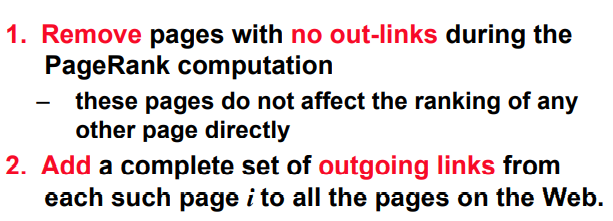 1. Remove pages with no out-links during the
PageRank computation
– these pages do not affect the ranking of any
other page directly
2. Add a complete set of outgoing links from
each such page i to all the pages on the Web.